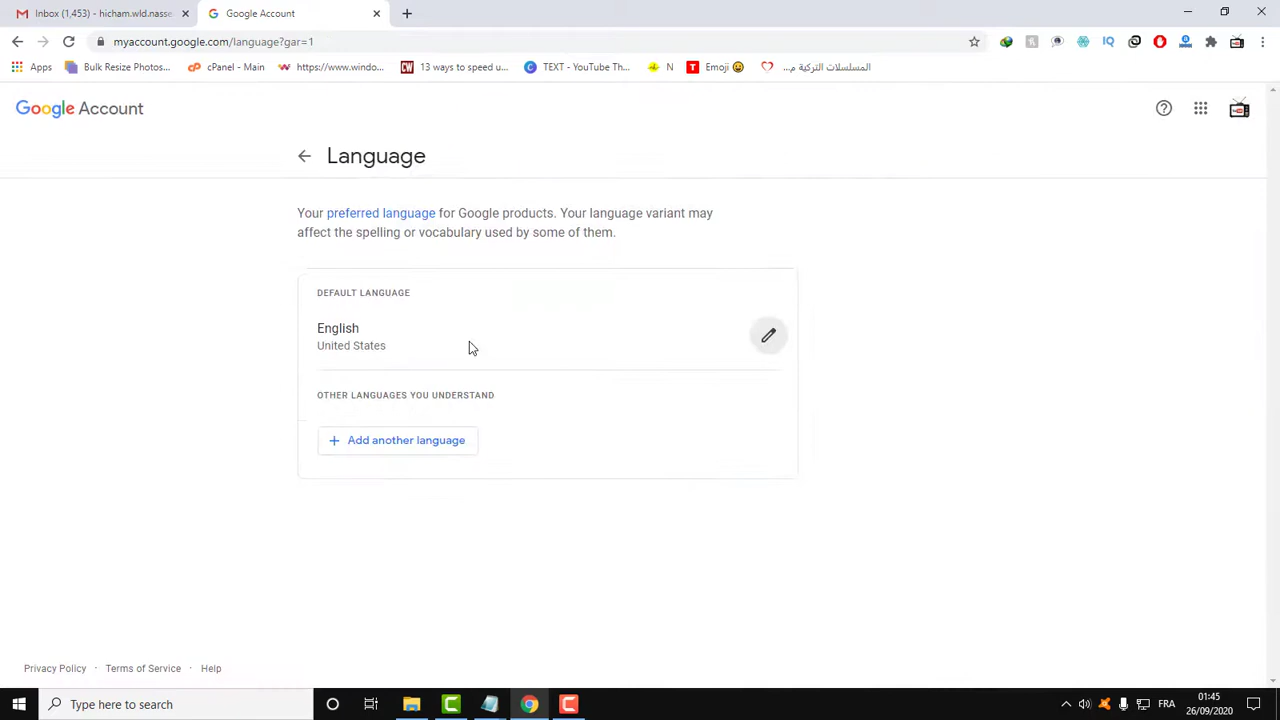 Inbox (1,453) - hicham.wld.nasse
Google Account
myaccount.google.com/language?gar=1
Apps
Bulk Resize Photos...
cPanel - Main
https://www.windo...
13 ways to speed u...
TEXT - YouTube Th...
N
Emoji 😄
المسلسلات التركية م...
Google Account
Language
Your preferred language for Google products. Your language variant may
affect the spelling or vocabulary used by some of them.
DEFAULT LANGUAGE
English
United States
OTHER LANGUAGES YOU UNDERSTAND
+ Add another language
Privacy Policy · Terms of Service · Help
Type here to search
FRA
01:45
26/09/2020